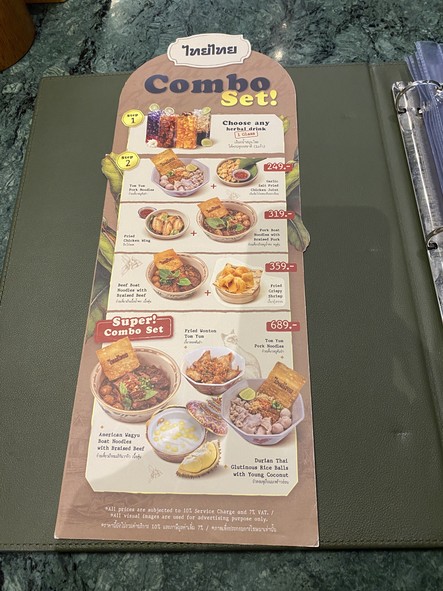 ไทยไทย
Combo
Set!
STEP
1
Choose any
herbal drink
1 Glass
STEP
2
249.-
Tom Yum
Pork Noodles
+
Garlic
Salt Fried
Chicken Joint
319.-
Fried
Chicken Wing
+
Pork Boat
Noodles with
Braised Pork
359.-
Beef Boat
Noodles with
Braised Beef
+
Fried
Crispy
Shrimp
Super!
Combo Set
689.-
Fried Wonton
Tom Yum
Tom Yum
Pork Noodles
American Wagyu
Boat Noodles
with Braised Beef
Durian Thai
Glutinous Rice Balls
with Young Coconut
*All prices are subjected to 10% Service Charge and 7% VAT. /
*All visual images are used for advertising purpose only.